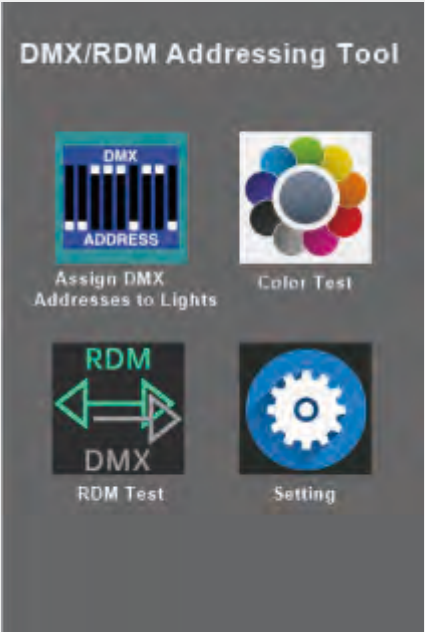 DMX/RDM Addressing Tool
DMX
ADDRESS
Assign DMX
Addresses to Lights
Color Test
RDM
DMX
RDM Test
Setting